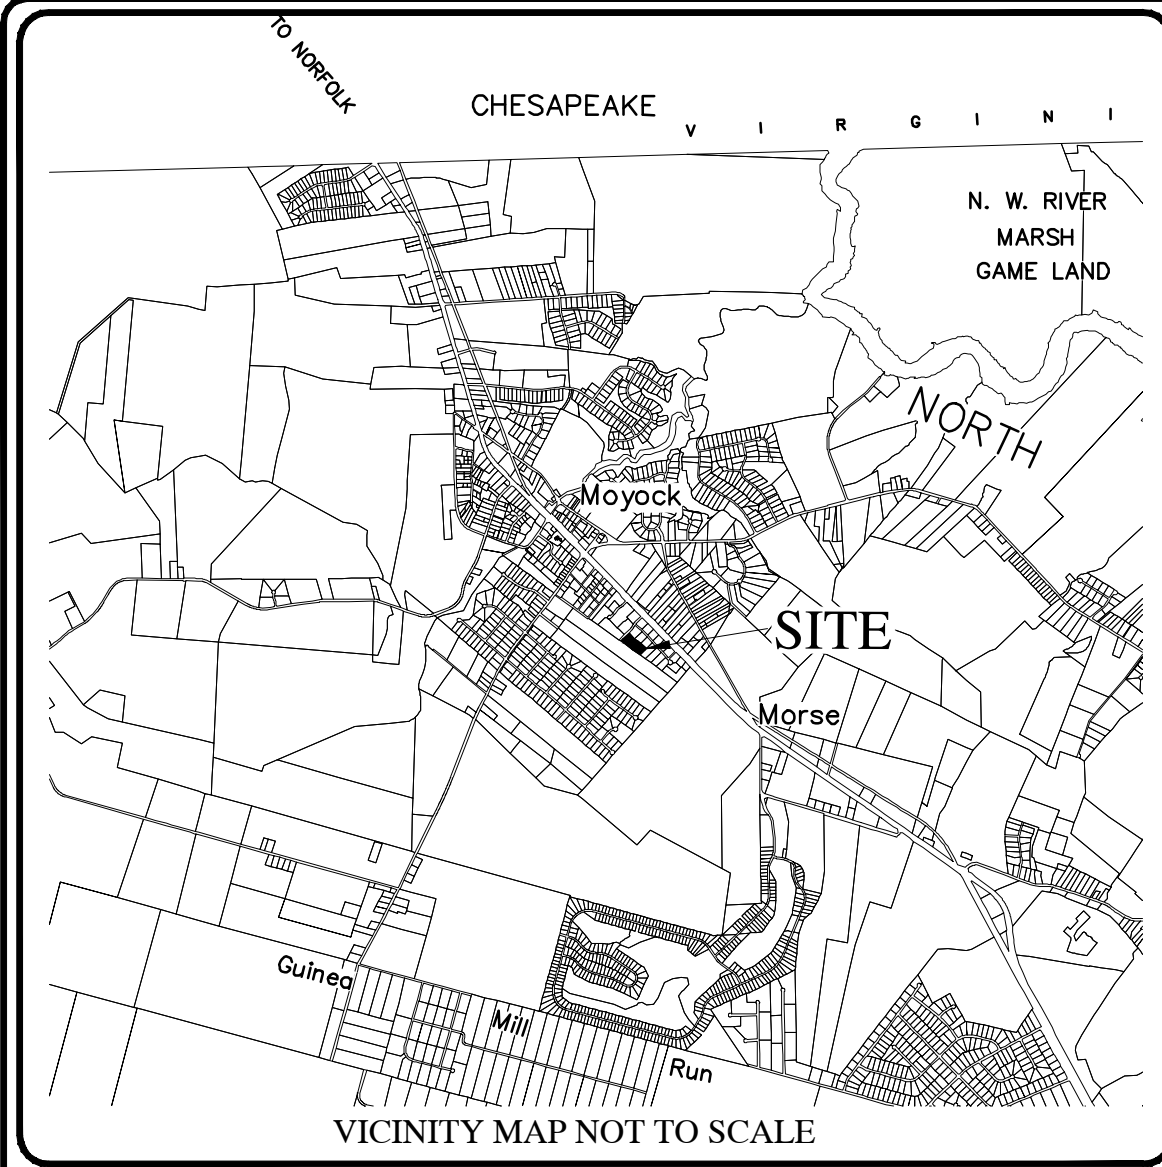 TO NORFOLK
CHESAPEAKE
V I R G I N I
N. W. RIVER
MARSH
GAME LAND
NORTH
Moyock
SITE
Morse
Guinea
Mill
Run
VICINITY MAP NOT TO SCALE